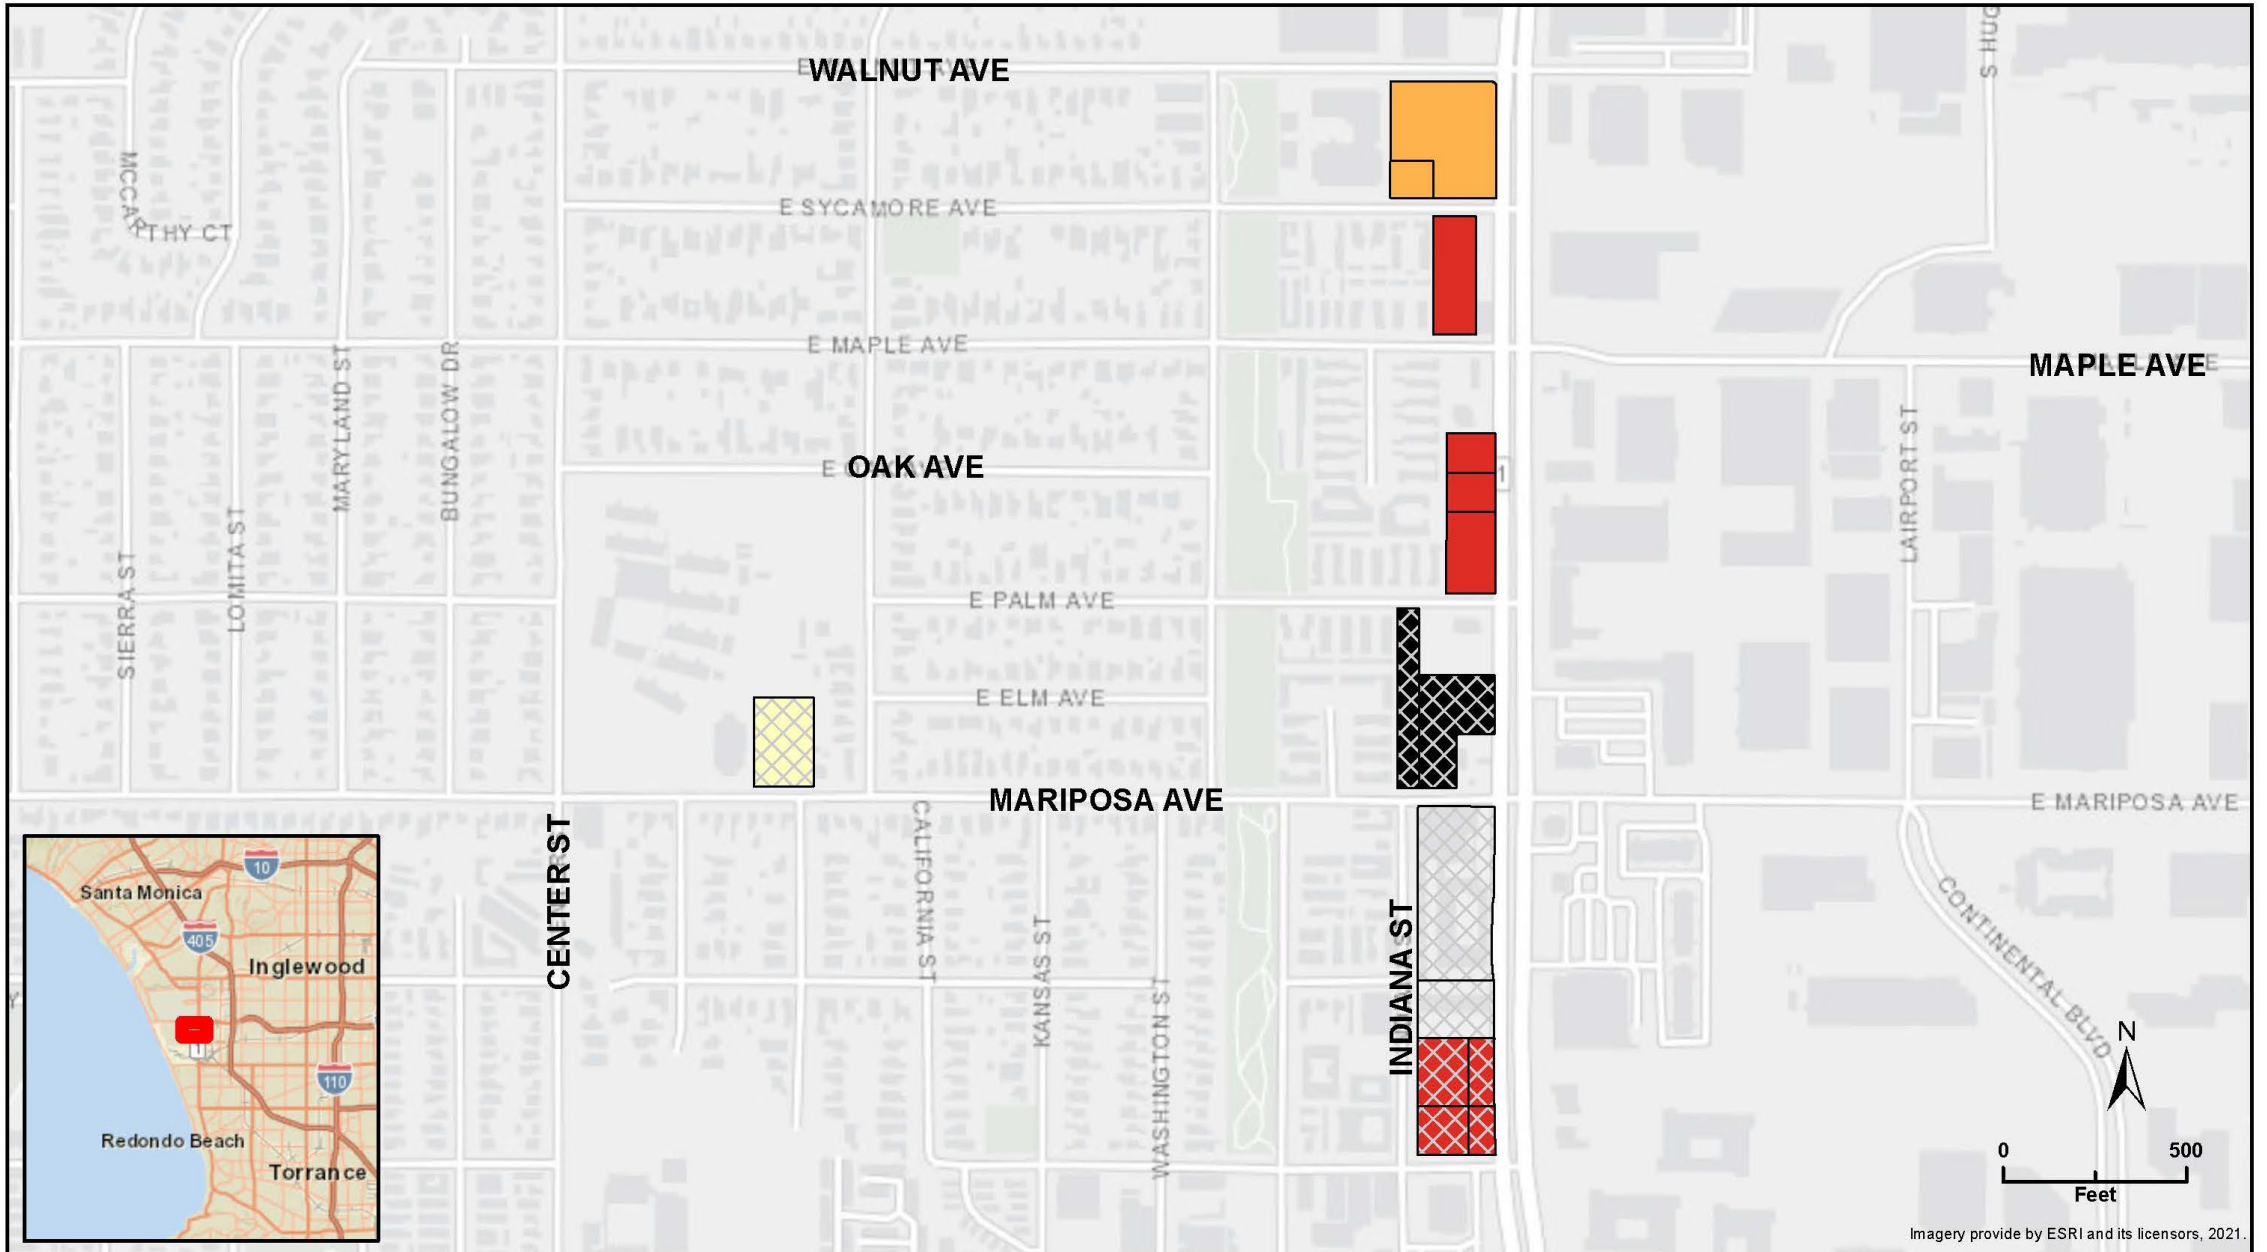 WALNUT AVE
S HUG
MCCARTHY CT
E SYCAMORE AVE
E MAPLE AVE
MAPLE AVE
MARYLAND ST
BUNGALOW DR
OAK AVE
1
LAIRPORT ST
SIERRA ST
LOMITA ST
E PALM AVE
E ELM AVE
MARIPOSA AVE
E MARIPOSA AVE
CENTER ST
CALIFORNIA ST
KANSAS ST
WASHINGTON ST
INDIANA ST
CONTINENTAL BLVD
10
Santa Monica
405
Inglewood
1
110
Redondo Beach
Torrance
N
0 500
Feet
Imagery provide by ESRI and its licensors, 2021.